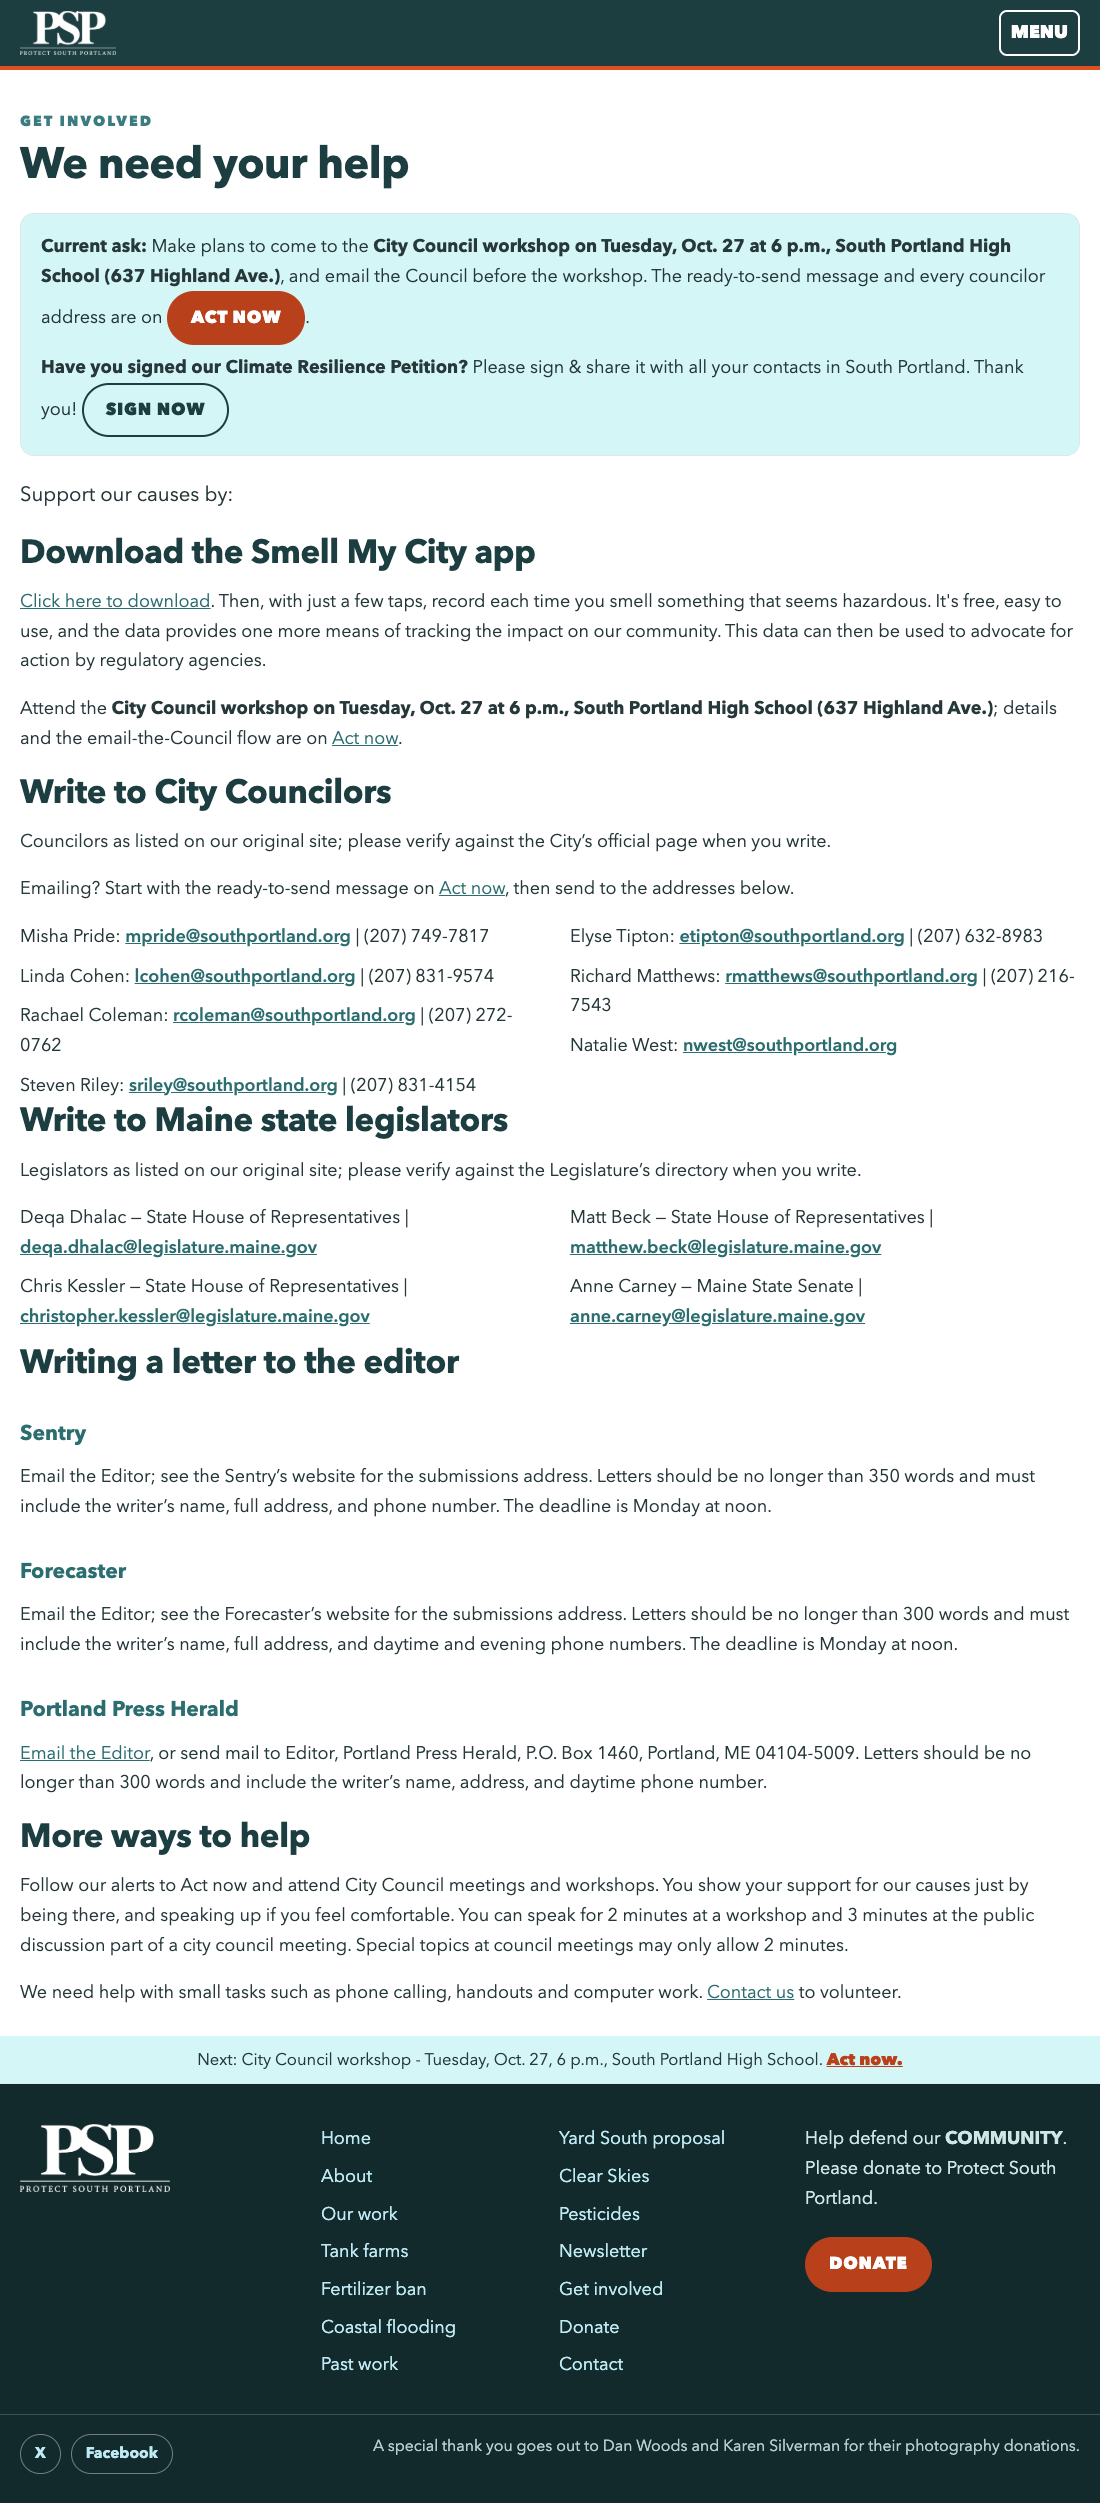 PSP
PROTECT SOUTH PORTLAND
MENU
GET INVOLVED
We need your help
Current ask: Make plans to come to the City Council workshop on Tuesday, Oct. 27 at 6 p.m., South Portland High
School (637 Highland Ave.), and email the Council before the workshop. The ready-to-send message and every councilor
address are on ACT NOW.
Have you signed our Climate Resilience Petition? Please sign & share it with all your contacts in South Portland. Thank
you! SIGN NOW
Support our causes by:
Download the Smell My City app
Click here to download. Then, with just a few taps, record each time you smell something that seems hazardous. It's free, easy to
use, and the data provides one more means of tracking the impact on our community. This data can then be used to advocate for
action by regulatory agencies.
Attend the City Council workshop on Tuesday, Oct. 27 at 6 p.m., South Portland High School (637 Highland Ave.); details
and the email-the-Council flow are on Act now.
Write to City Councilors
Councilors as listed on our original site; please verify against the City’s official page when you write.
Emailing? Start with the ready-to-send message on Act now, then send to the addresses below.
Misha Pride: mpride@southportland.org | (207) 749-7817
Linda Cohen: lcohen@southportland.org | (207) 831-9574
Rachael Coleman: rcoleman@southportland.org | (207) 272-
0762
Steven Riley: sriley@southportland.org | (207) 831-4154
Elyse Tipton: etipton@southportland.org | (207) 632-8983
Richard Matthews: rmatthews@southportland.org | (207) 216-
7543
Natalie West: nwest@southportland.org
Write to Maine state legislators
Legislators as listed on our original site; please verify against the Legislature’s directory when you write.
Deqa Dhalac – State House of Representatives |
deqa.dhalac@legislature.maine.gov
Chris Kessler – State House of Representatives |
christopher.kessler@legislature.maine.gov
Matt Beck – State House of Representatives |
matthew.beck@legislature.maine.gov
Anne Carney – Maine State Senate |
anne.carney@legislature.maine.gov
Writing a letter to the editor
Sentry
Email the Editor; see the Sentry’s website for the submissions address. Letters should be no longer than 350 words and must
include the writer’s name, full address, and phone number. The deadline is Monday at noon.
Forecaster
Email the Editor; see the Forecaster’s website for the submissions address. Letters should be no longer than 300 words and must
include the writer’s name, full address, and daytime and evening phone numbers. The deadline is Monday at noon.
Portland Press Herald
Email the Editor, or send mail to Editor, Portland Press Herald, P.O. Box 1460, Portland, ME 04104-5009. Letters should be no
longer than 300 words and include the writer’s name, address, and daytime phone number.
More ways to help
Follow our alerts to Act now and attend City Council meetings and workshops. You show your support for our causes just by
being there, and speaking up if you feel comfortable. You can speak for 2 minutes at a workshop and 3 minutes at the public
discussion part of a city council meeting. Special topics at council meetings may only allow 2 minutes.
We need help with small tasks such as phone calling, handouts and computer work. Contact us to volunteer.
Next: City Council workshop - Tuesday, Oct. 27, 6 p.m., South Portland High School. Act now.
PSP
PROTECT SOUTH PORTLAND
Home
About
Our work
Tank farms
Fertilizer ban
Coastal flooding
Past work
Yard South proposal
Clear Skies
Pesticides
Newsletter
Get involved
Donate
Contact
Help defend our COMMUNITY.
Please donate to Protect South
Portland.
DONATE
X
Facebook
A special thank you goes out to Dan Woods and Karen Silverman for their photography donations.